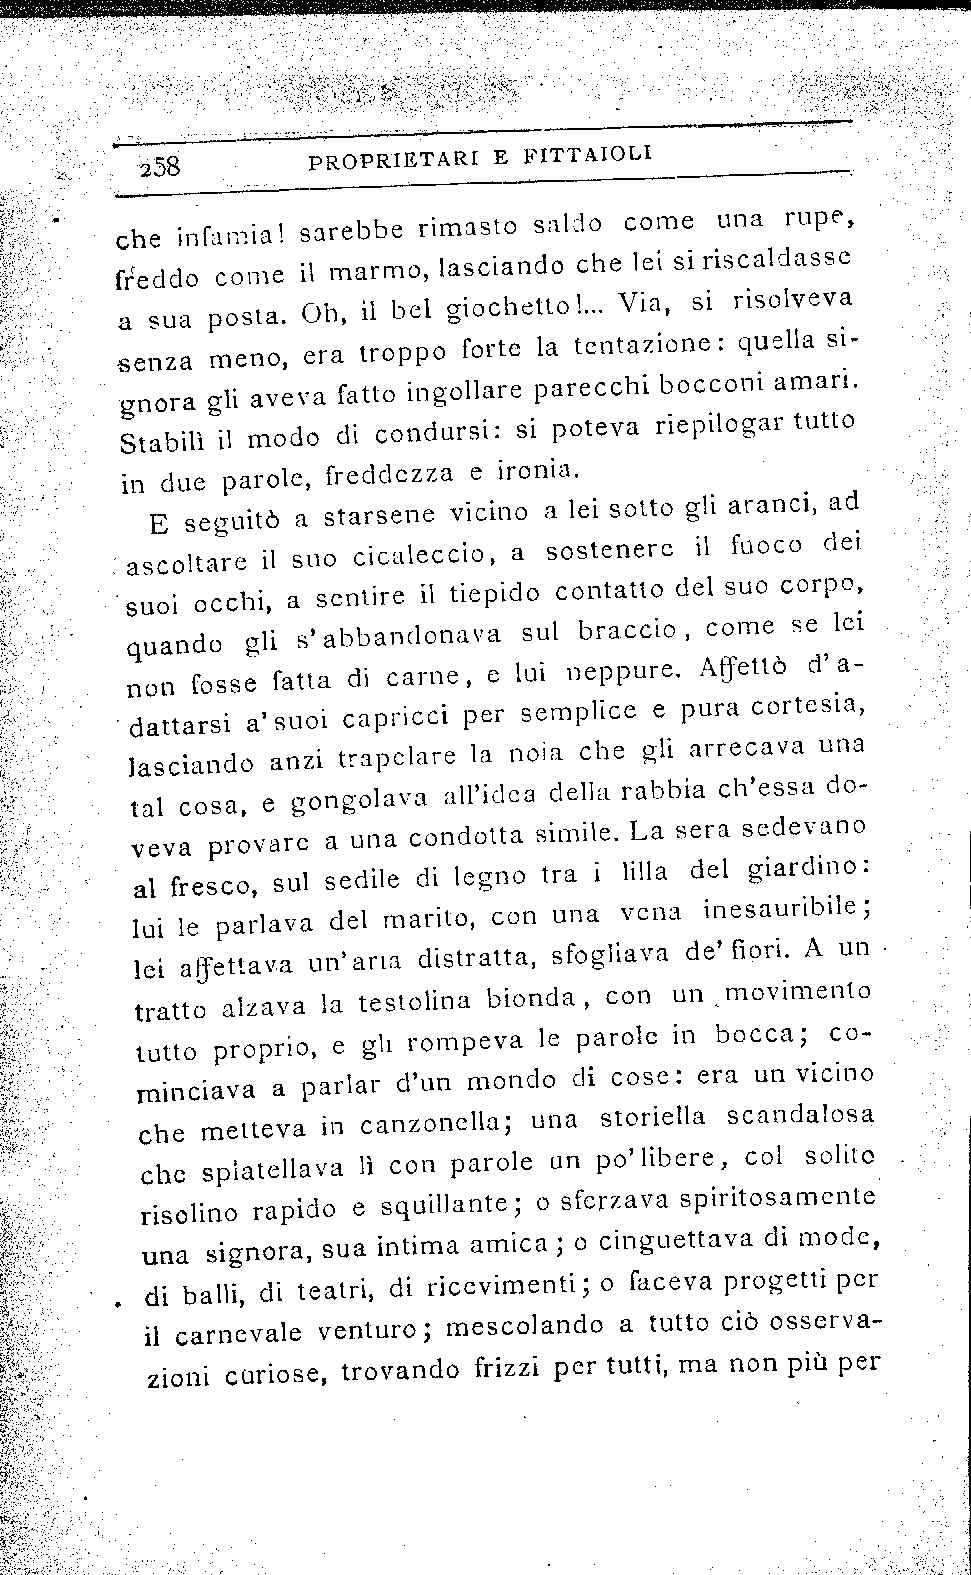 258 PROPRIETARI E FITTAIOLI
che infamia! sarebbe rimasto saldo come una rupe,
freddo come il marmo, lasciando che lei si riscaldasse
a sua posta. Oh, il bel giochetto!... Via, si risolveva
senza meno, era troppo forte la tentazione: quella si-
gnora gli aveva fatto ingollare parecchi bocconi amari.
Stabilì il modo di condursi: si poteva riepilogar tutto
in due parole, freddezza e ironia.
E seguitò a starsene vicino a lei sotto gli aranci, ad
ascoltare il suo cicaleccio, a sostenere il fuoco dei
suoi occhi, a sentire il tiepido contatto del suo corpo,
quando gli s'abbandonava sul braccio, come se lei
non fosse fatta di carne, e lui neppure. Affettò d'a-
dattarsi a' suoi capricci per semplice e pura cortesia,
lasciando anzi trapelare la noia che gli arrecava una
tal cosa, e gongolava all'idea della rabbia ch'essa do-
veva provare a una condotta simile. La sera sedevano
al fresco, sul sedile di legno tra i lilla del giardino:
lui le parlava del marito, con una vena inesauribile;
lei affettava un'aria distratta, sfogliava de' fiori. A un
tratto alzava la testolina bionda, con un movimento
tutto proprio, e gli rompeva le parole in bocca; co-
minciava a parlar d'un mondo di cose: era un vicino
che metteva in canzonella; una storiella scandalosa
che spiatellava lì con parole un po' libere, col solito
risolino rapido e squillante; o sferzava spiritosamente
una signora, sua intima amica; o cinguettava di mode,
di balli, di teatri, di ricevimenti; o faceva progetti per
il carnevale venturo; mescolando a tutto ciò osserva-
zioni curiose, trovando frizzi per tutti, ma non più per